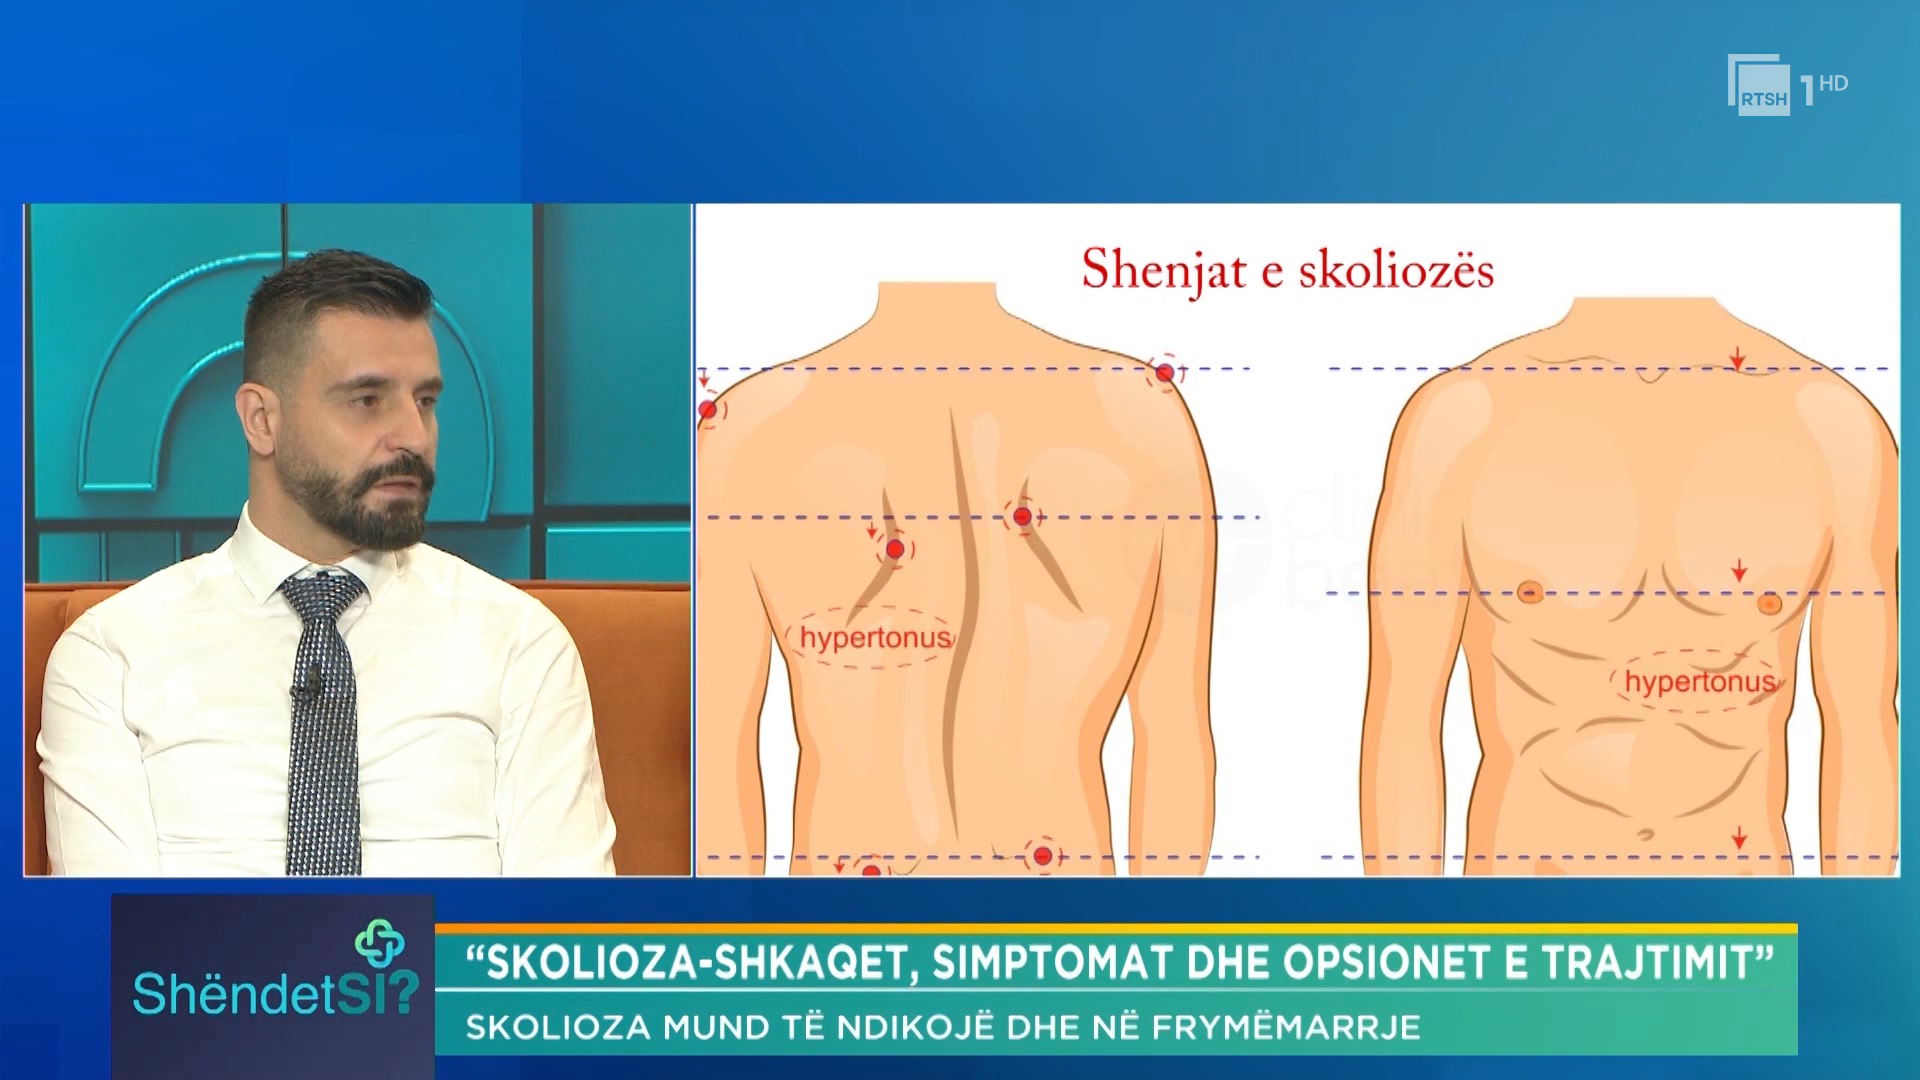 RTSH 1 HD
Shenjat e skoliozës
hypertonus
hypertonus
ShëndetSI?
“SKOLIOZA-SHKAQET, SIMPTOMAT DHE OPSIONET E TRAJTIMIT”
SKOLIOZA MUND TË NDIKOJË DHE NË FRYMËMARRJE